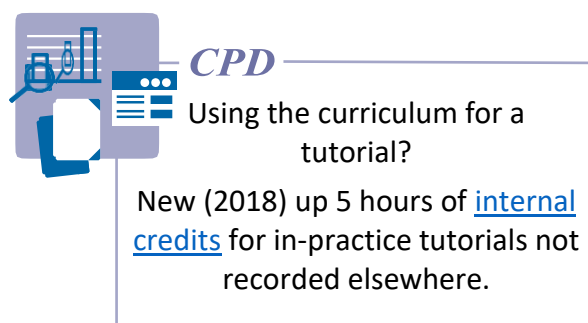 CPD
Using the curriculum for a
tutorial?
New (2018) up 5 hours of internal
credits for in-practice tutorials not
recorded elsewhere.